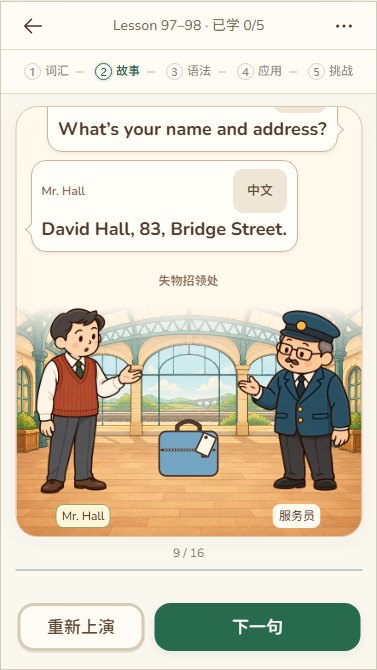 Lesson 97–98 · 已学 0/5
1 词汇 – 2 故事 – 3 语法 – 4 应用 – 5 挑战
What's your name and address?
Mr. Hall
中文
David Hall, 83, Bridge Street.
失物招领处
Mr. Hall
服务员
9 / 16
重新上演
下一句